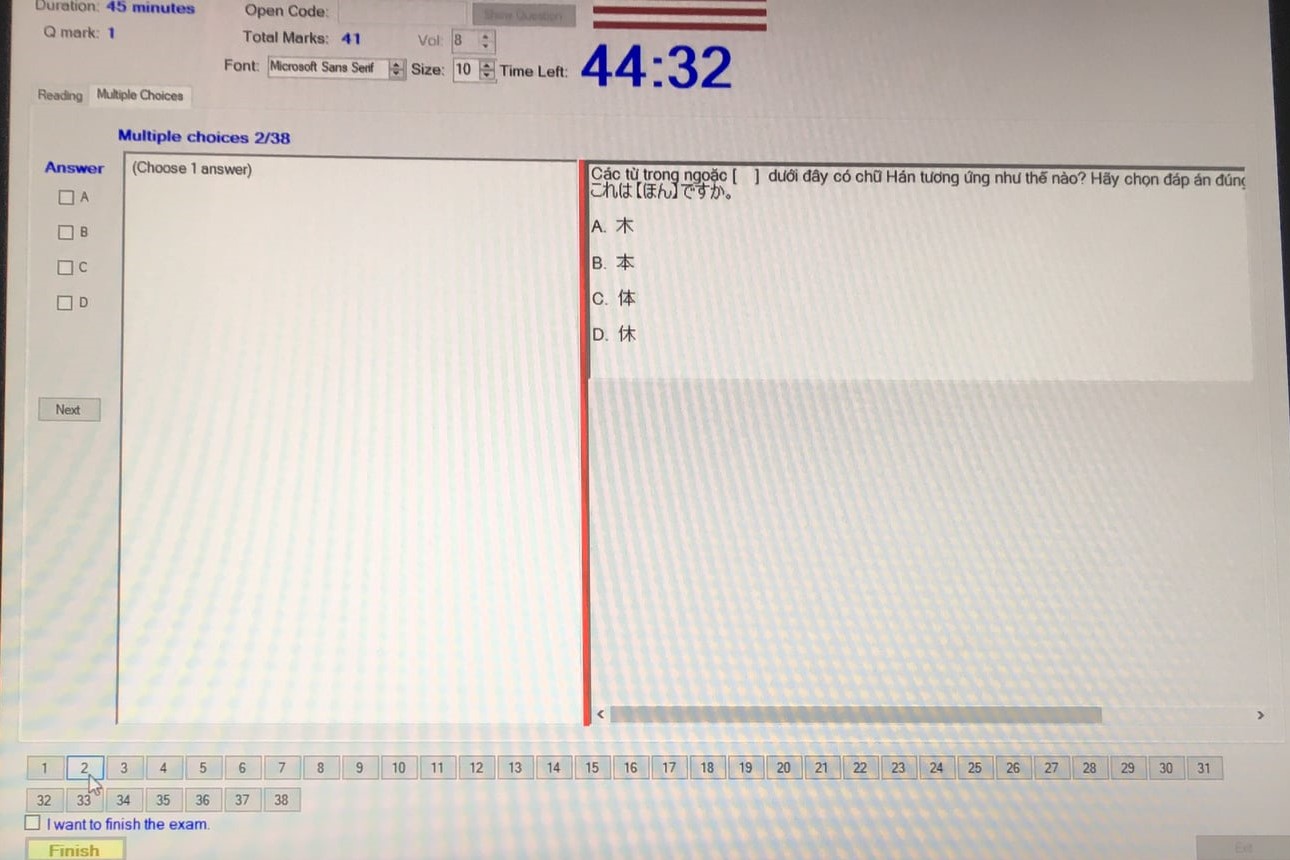 Duration: 45 minutes
Open Code:
Show Question
Q mark: 1
Total Marks: 41
Vol: 8
Font: Microsoft Sans Serif
Size: 10
Time Left: 44:32
Reading
Multiple Choices
Multiple choices 2/38
Answer
A
B
C
D
Next
(Choose 1 answer)
Các từ trong ngoặc [ ] dưới đây có chữ Hán tương ứng như thế nào? Hãy chọn đáp án đúng
これは【ほん】ですか。
A. 木
B. 本
C. 体
D. 休
1 2 3 4 5 6 7 8 9 10 11 12 13 14 15 16 17 18 19 20 21 22 23 24 25 26 27 28 29 30 31
32 33 34 35 36 37 38
I want to finish the exam.
Finish
Exit